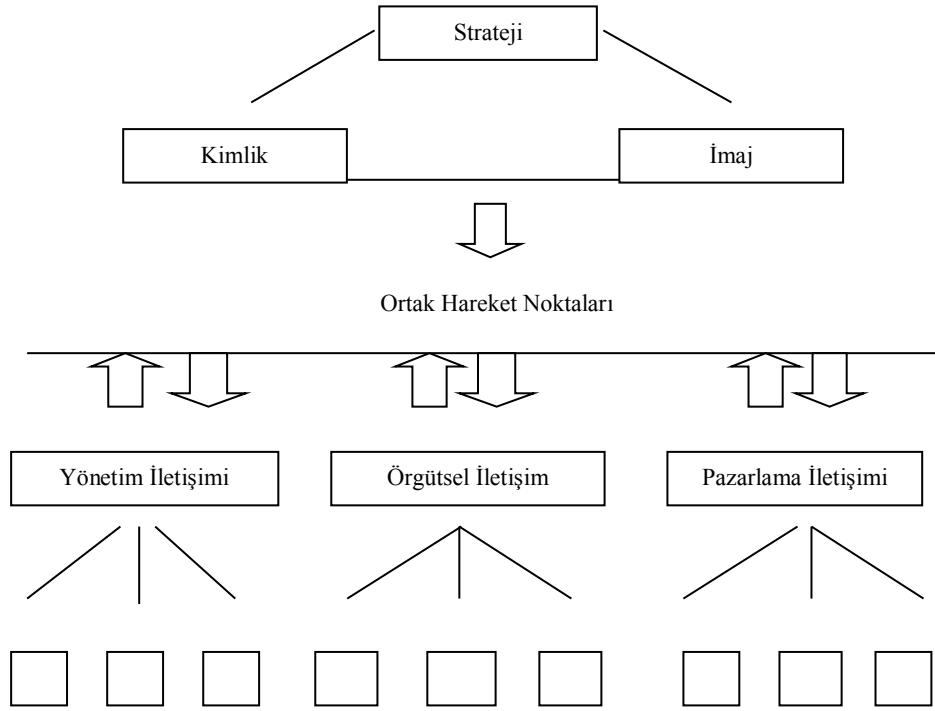 Strateji
Kimlik
İmaj
Ortak Hareket Noktaları
Yönetim İletişimi
Örgütsel İletişim
Pazarlama İletişimi